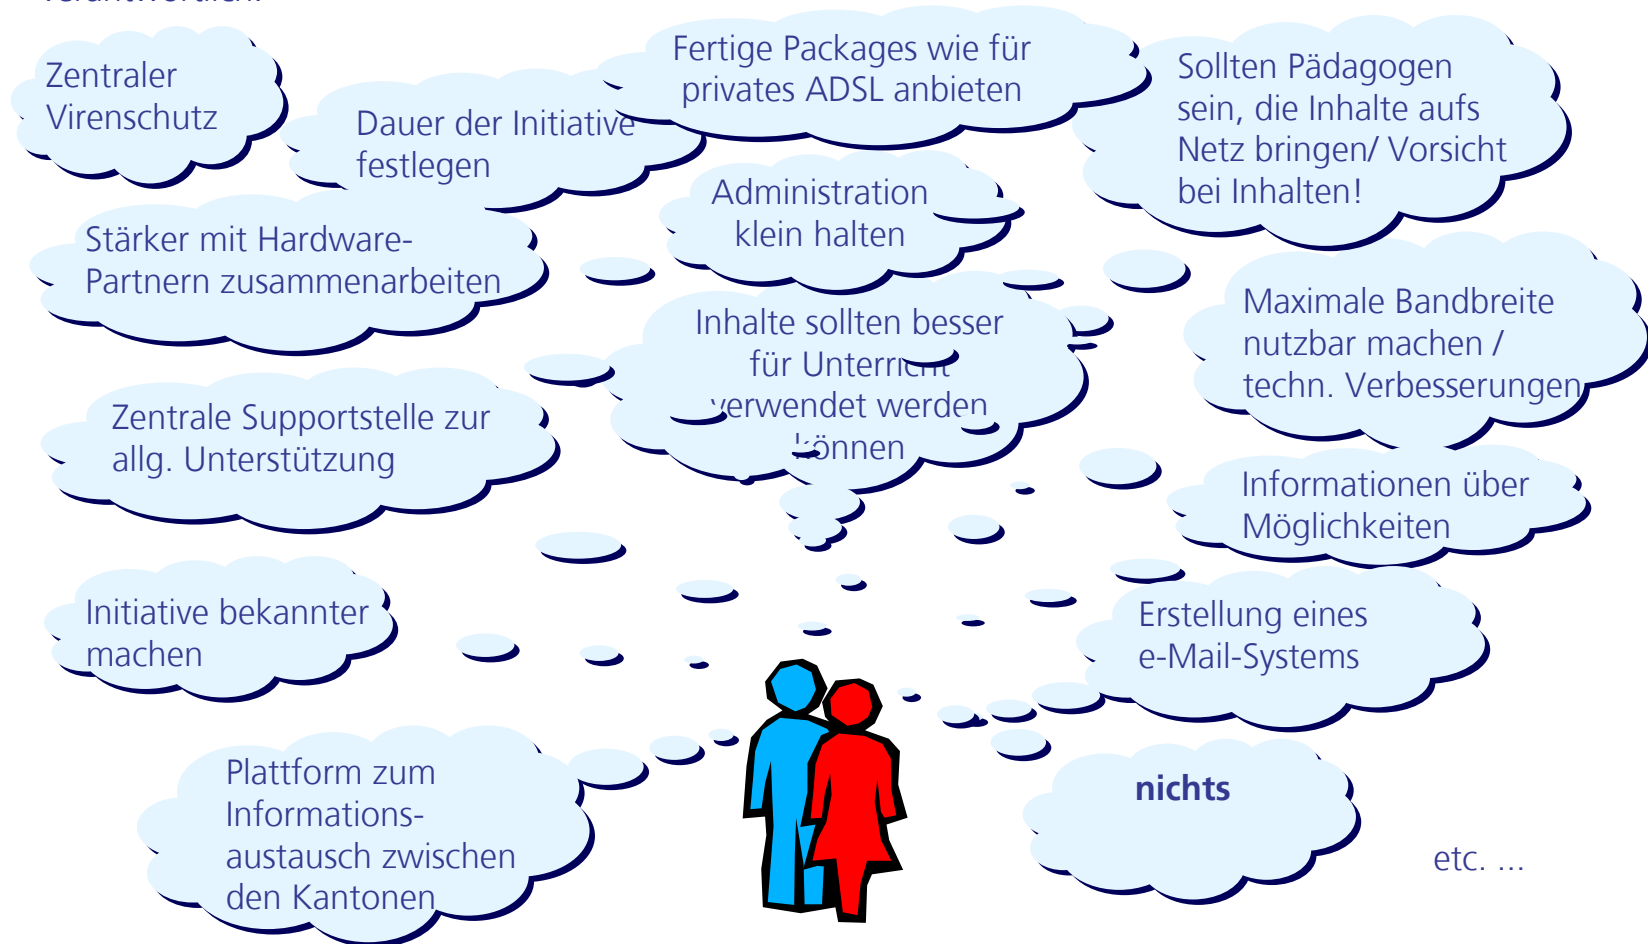 Zentraler
Virenschutz
Dauer der Initiative
festlegen
Fertige Packages wie für
privates ADSL anbieten
Sollten Pädagogen
sein, die Inhalte aufs
Netz bringen/ Vorsicht
bei Inhalten!
Administration
klein halten
Stärker mit Hardware-
Partnern zusammenarbeiten
Inhalte sollten besser
für Unterricht
verwendet werden
können
Maximale Bandbreite
nutzbar machen /
techn. Verbesserungen
Zentrale Supportstelle zur
allg. Unterstützung
Informationen über
Möglichkeiten
Initiative bekannter
machen
Erstellung eines
e-Mail-Systems
Plattform zum
Informations-
austausch zwischen
den Kantonen
nichts
etc. ...